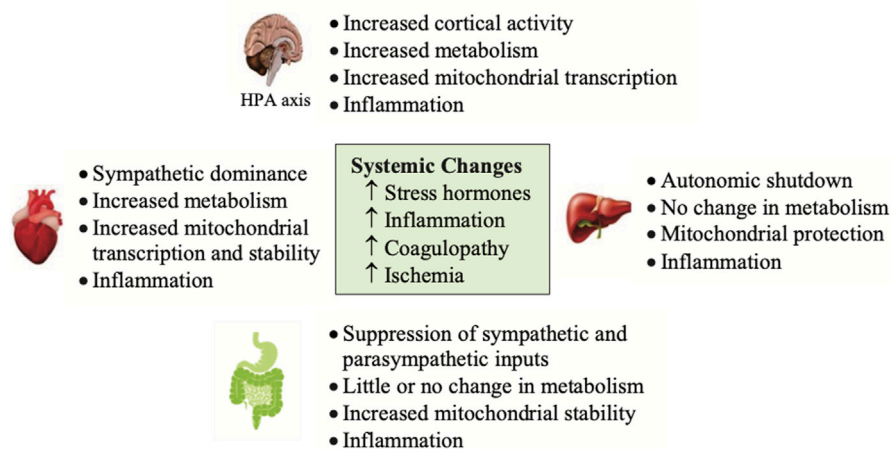 • Increased cortical activity
• Increased metabolism
• Increased mitochondrial transcription
• Inflammation
HPA axis
• Sympathetic dominance
• Increased metabolism
• Increased mitochondrial
transcription and stability
• Inflammation
Systemic Changes
↑ Stress hormones
↑ Inflammation
↑ Coagulopathy
↑ Ischemia
• Autonomic shutdown
• No change in metabolism
• Mitochondrial protection
• Inflammation
• Suppression of sympathetic and
parasympathetic inputs
• Little or no change in metabolism
• Increased mitochondrial stability
• Inflammation